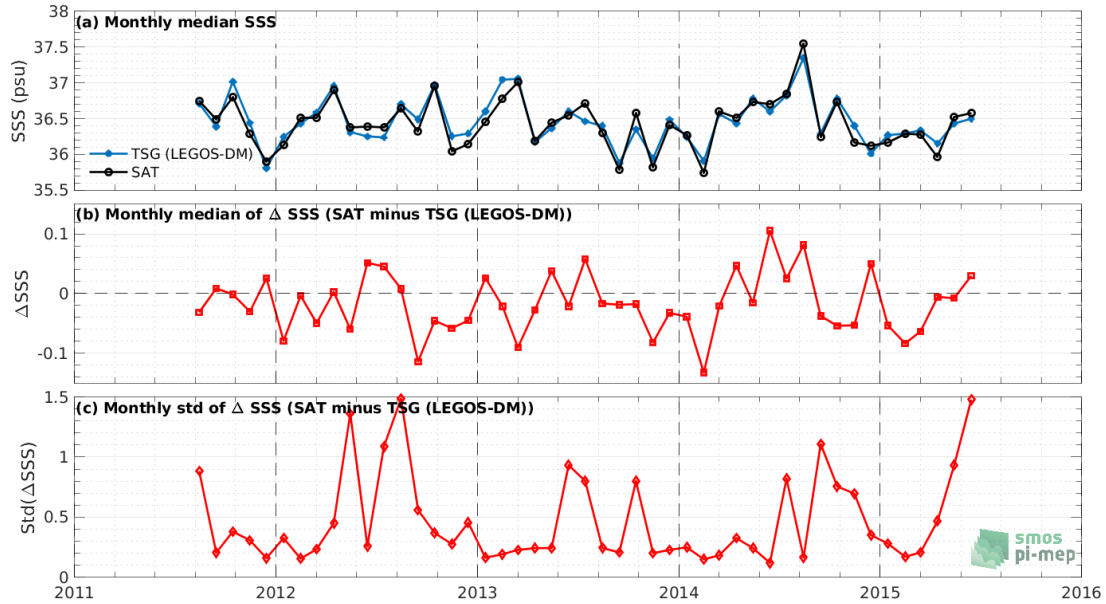 (a) Monthly median SSS
38
37.5
37
36.5
36
35.5
SSS (psu)
TSG (LEGOS-DM)
SAT
(b) Monthly median of Δ SSS (SAT minus TSG (LEGOS-DM))
0.1
0
-0.1
ΔSSS
(c) Monthly std of Δ SSS (SAT minus TSG (LEGOS-DM))
1.5
1
0.5
0
Std(ΔSSS)
smos
pi-mep
2011 2012 2013 2014 2015 2016